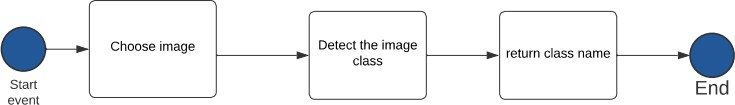 Start
event
Choose image
Detect the image
class
return class name
End